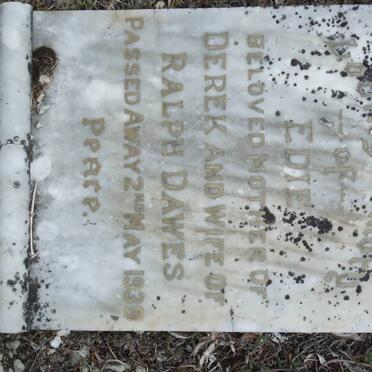 EDIE
BELOVED MOTHER OF
DEREK AND WIFE OF
RALPH DAWES
PASSED AWAY 2ND MAY 1939
Peace.